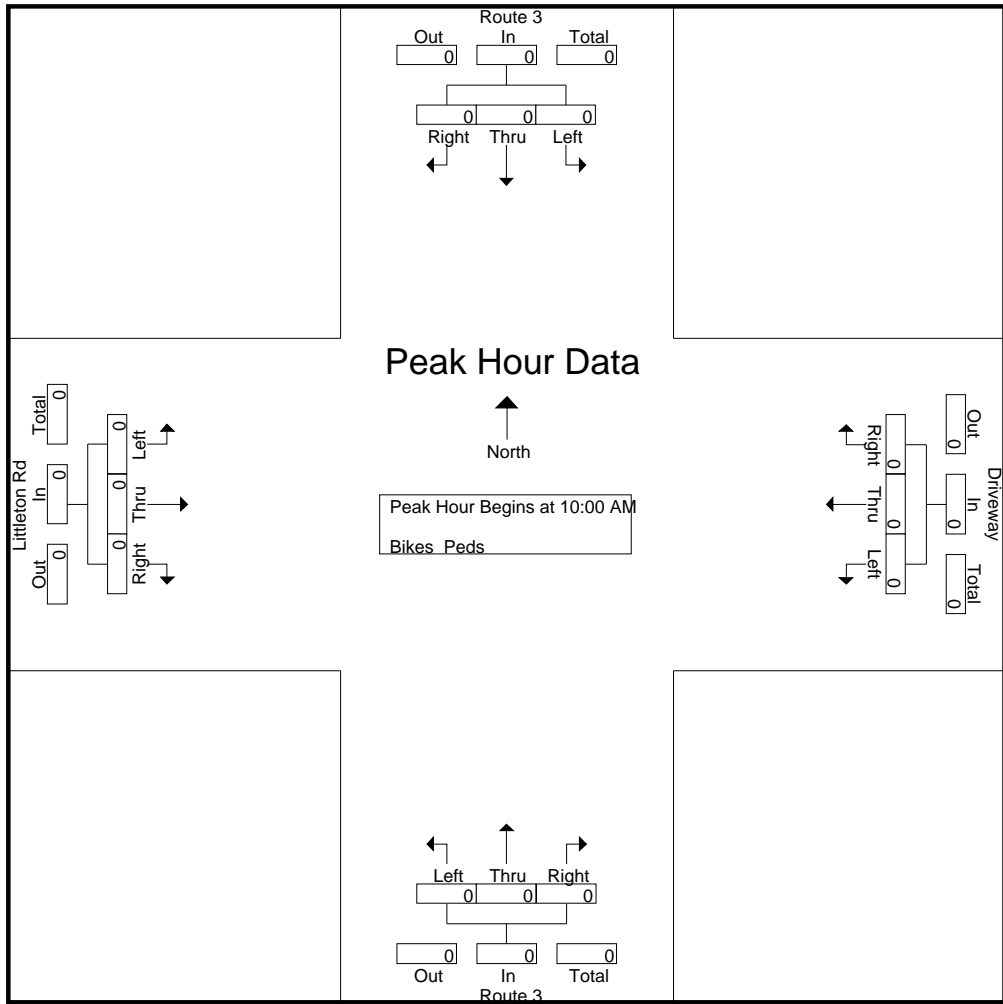 Route 3
Out In Total
0 0 0
0 0 0
Right Thru Left
Peak Hour Data
North
Peak Hour Begins at 10:00 AM
Bikes Peds
Littleton Rd
Out In Total
0 0 0
0 0 0
Right Thru Left
Driveway
Out In Total
0 0 0
0 0 0
Right Thru Left
Left Thru Right
0 0 0
0 0 0
Out In Total
Route 3